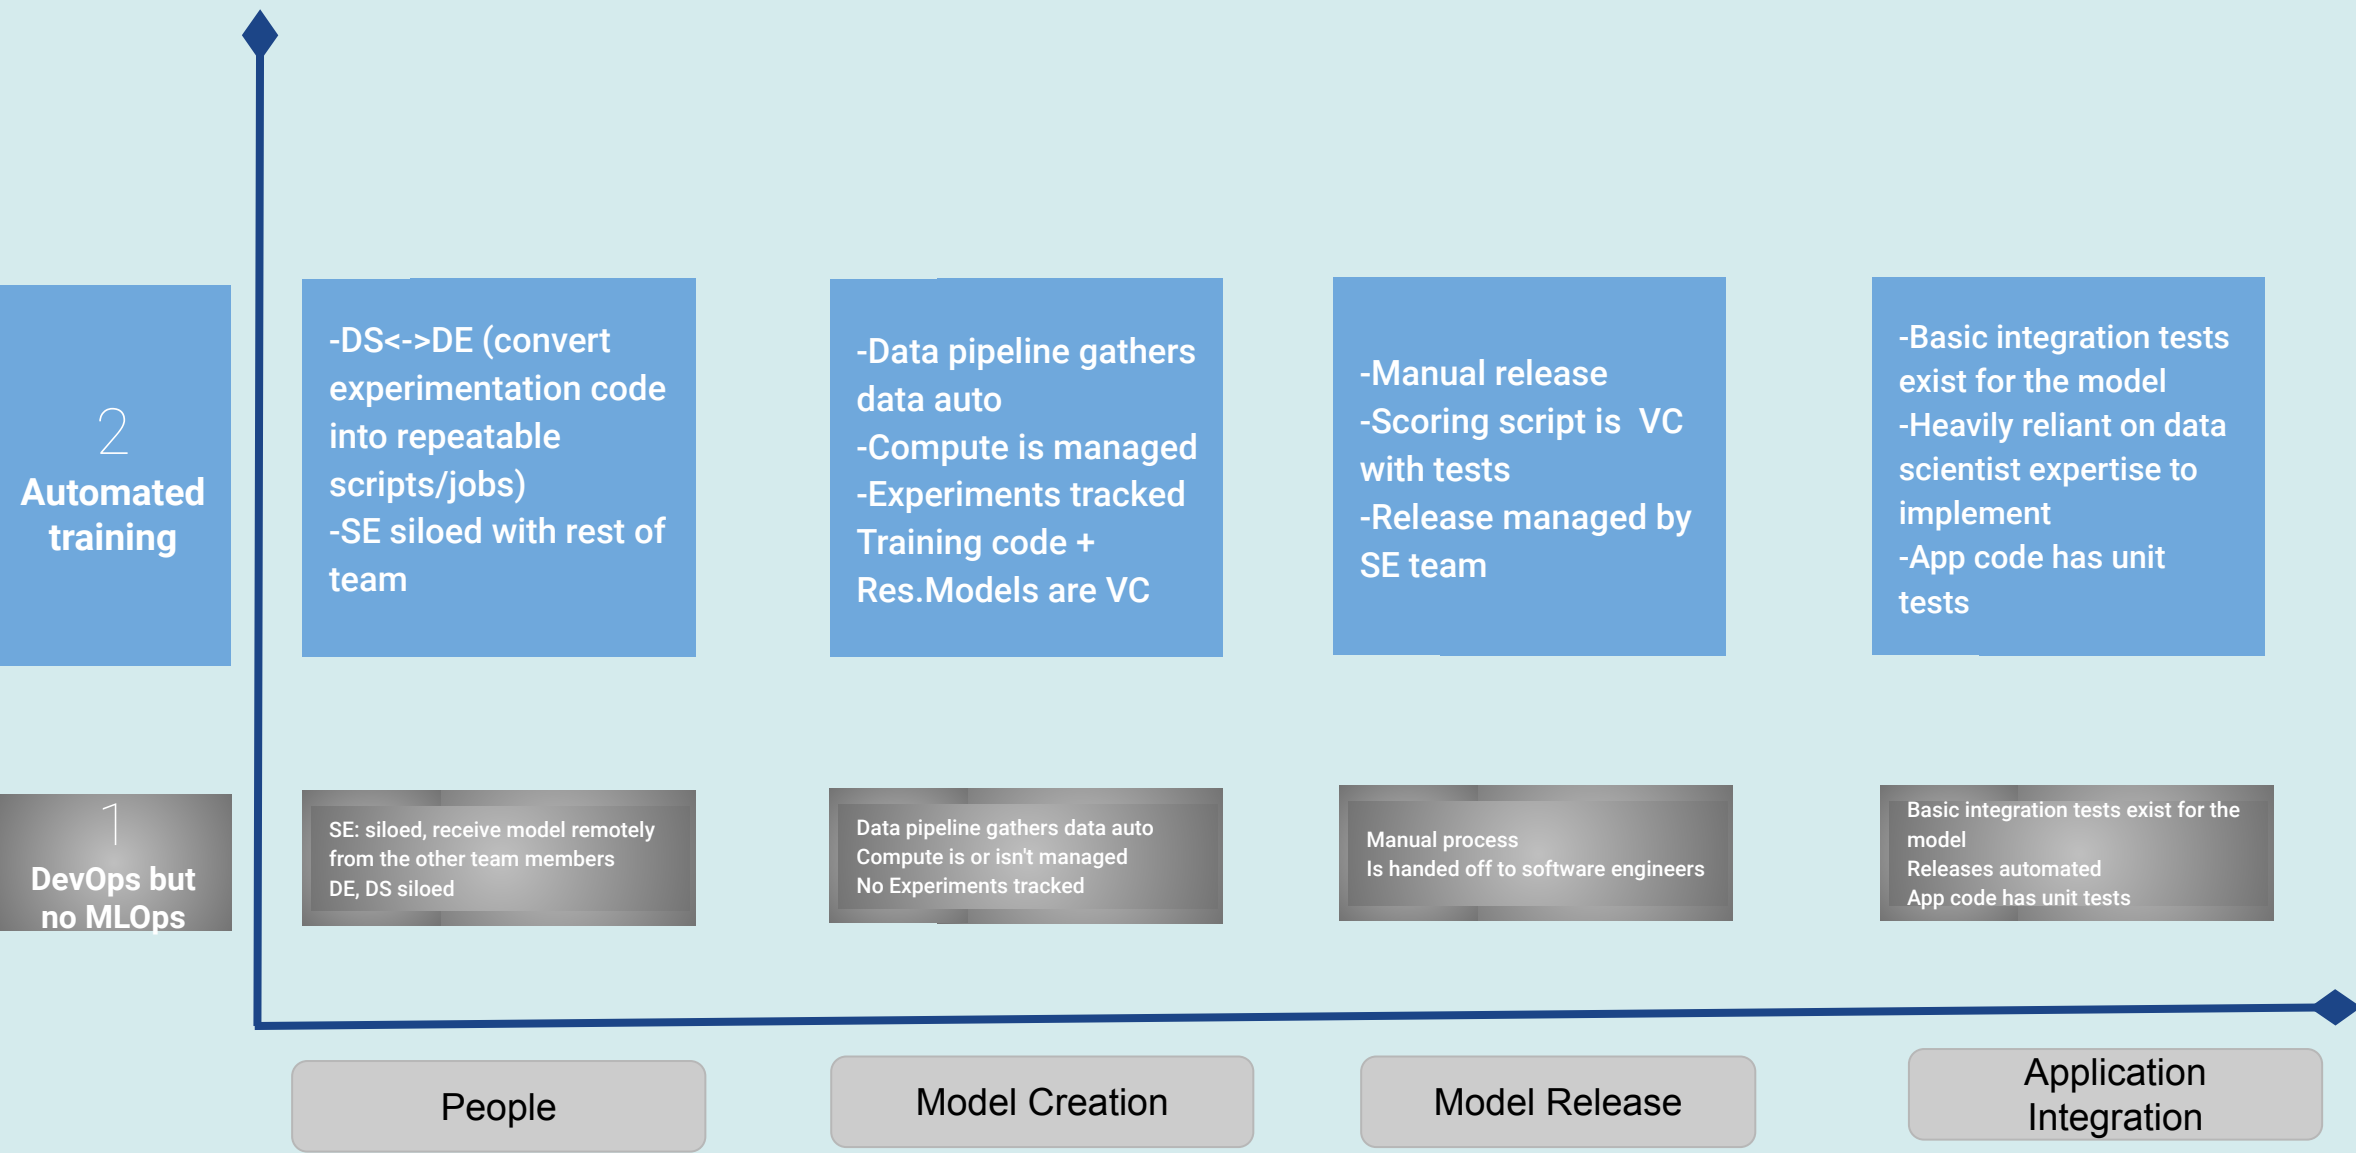 2
Automated
training
-DS<->DE (convert
experimentation code
into repeatable
scripts/jobs)
-SE siloed with rest of
team
-Data pipeline gathers
data auto
-Compute is managed
-Experiments tracked
Training code +
Res.Models are VC
-Manual release
-Scoring script is VC
with tests
-Release managed by
SE team
-Basic integration tests
exist for the model
-Heavily reliant on data
scientist expertise to
implement
-App code has unit
tests
1
DevOps but
no MLOps
SE: siloed, receive model remotely
from the other team members
DE, DS siloed
Data pipeline gathers data auto
Compute is or isn't managed
No Experiments tracked
Manual process
Is handed off to software engineers
Basic integration tests exist for the
model
Releases automated
App code has unit tests
People
Model Creation
Model Release
Application
Integration